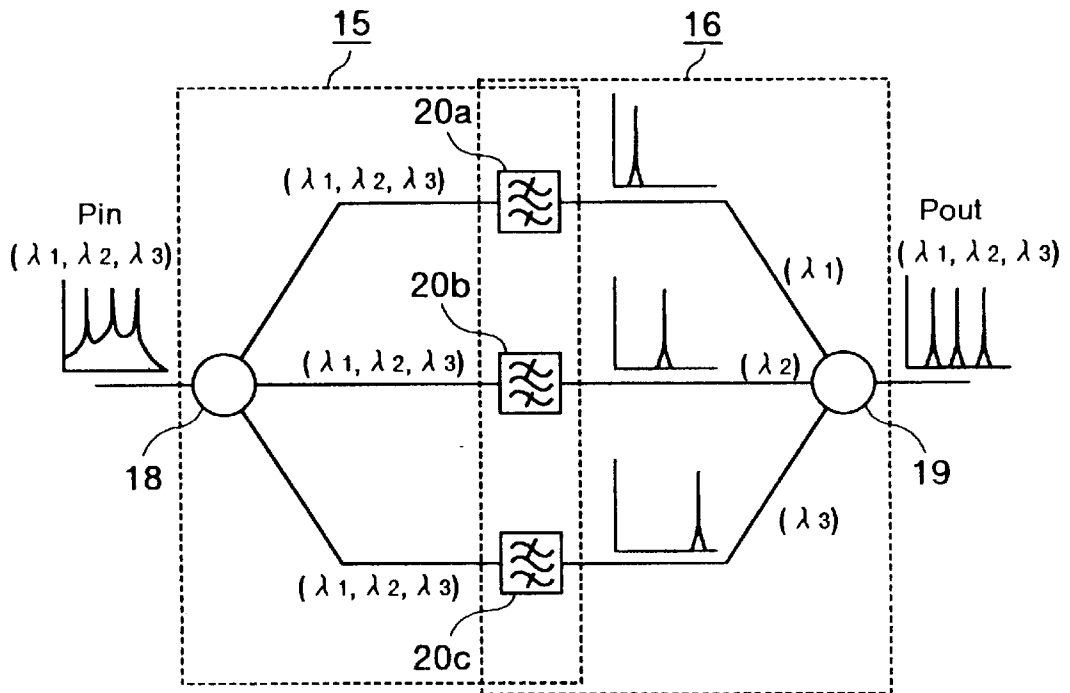 15
16
20a
(λ1, λ2, λ3)
Pin
(λ1, λ2, λ3)
Pout
(λ1, λ2, λ3)
(λ1)
20b
(λ1, λ2, λ3)
(λ2)
18
19
(λ3)
(λ1, λ2, λ3)
20c